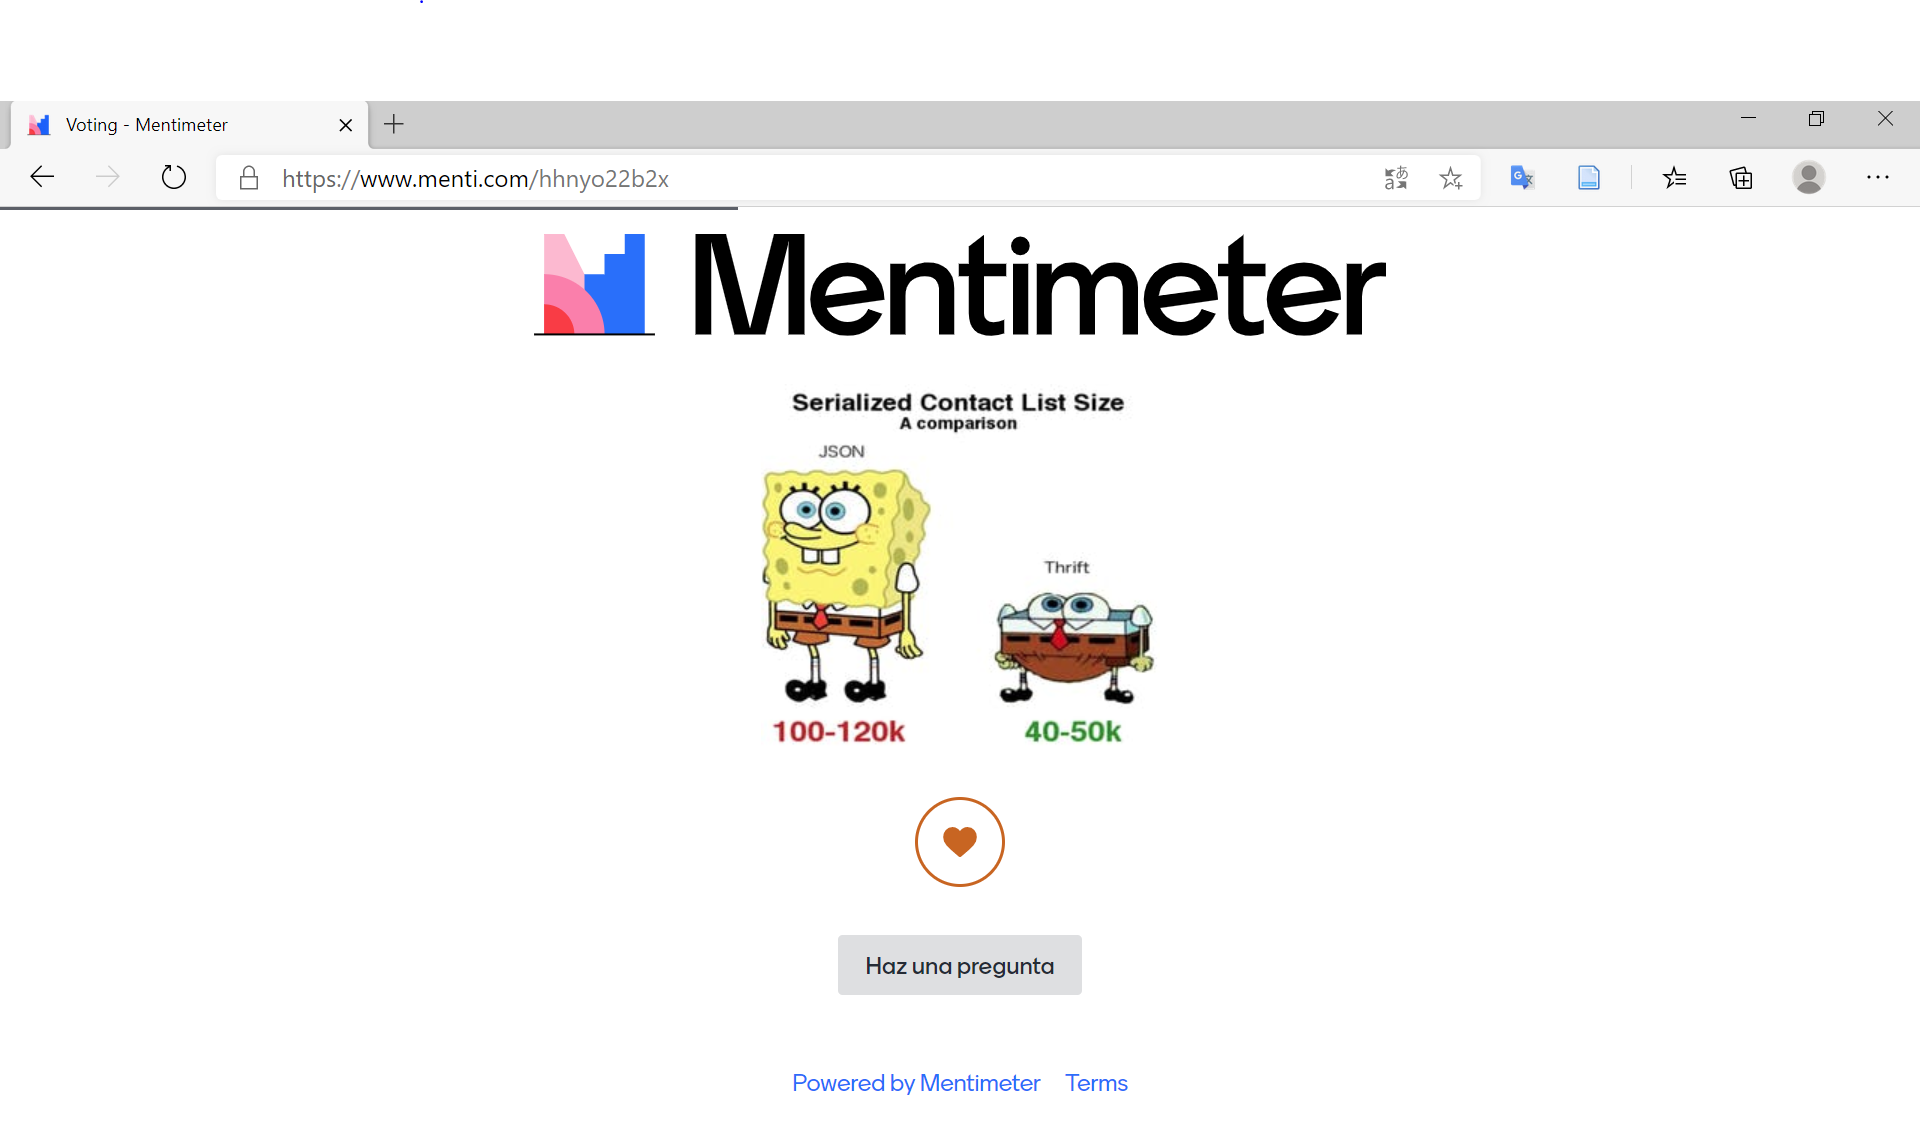 Voting - Mentimeter
https://www.menti.com/hhnyo22b2x
Mentimeter
Serialized Contact List Size
A comparison
JSON
Thrift
100-120k
40-50k
Haz una pregunta
Powered by Mentimeter Terms